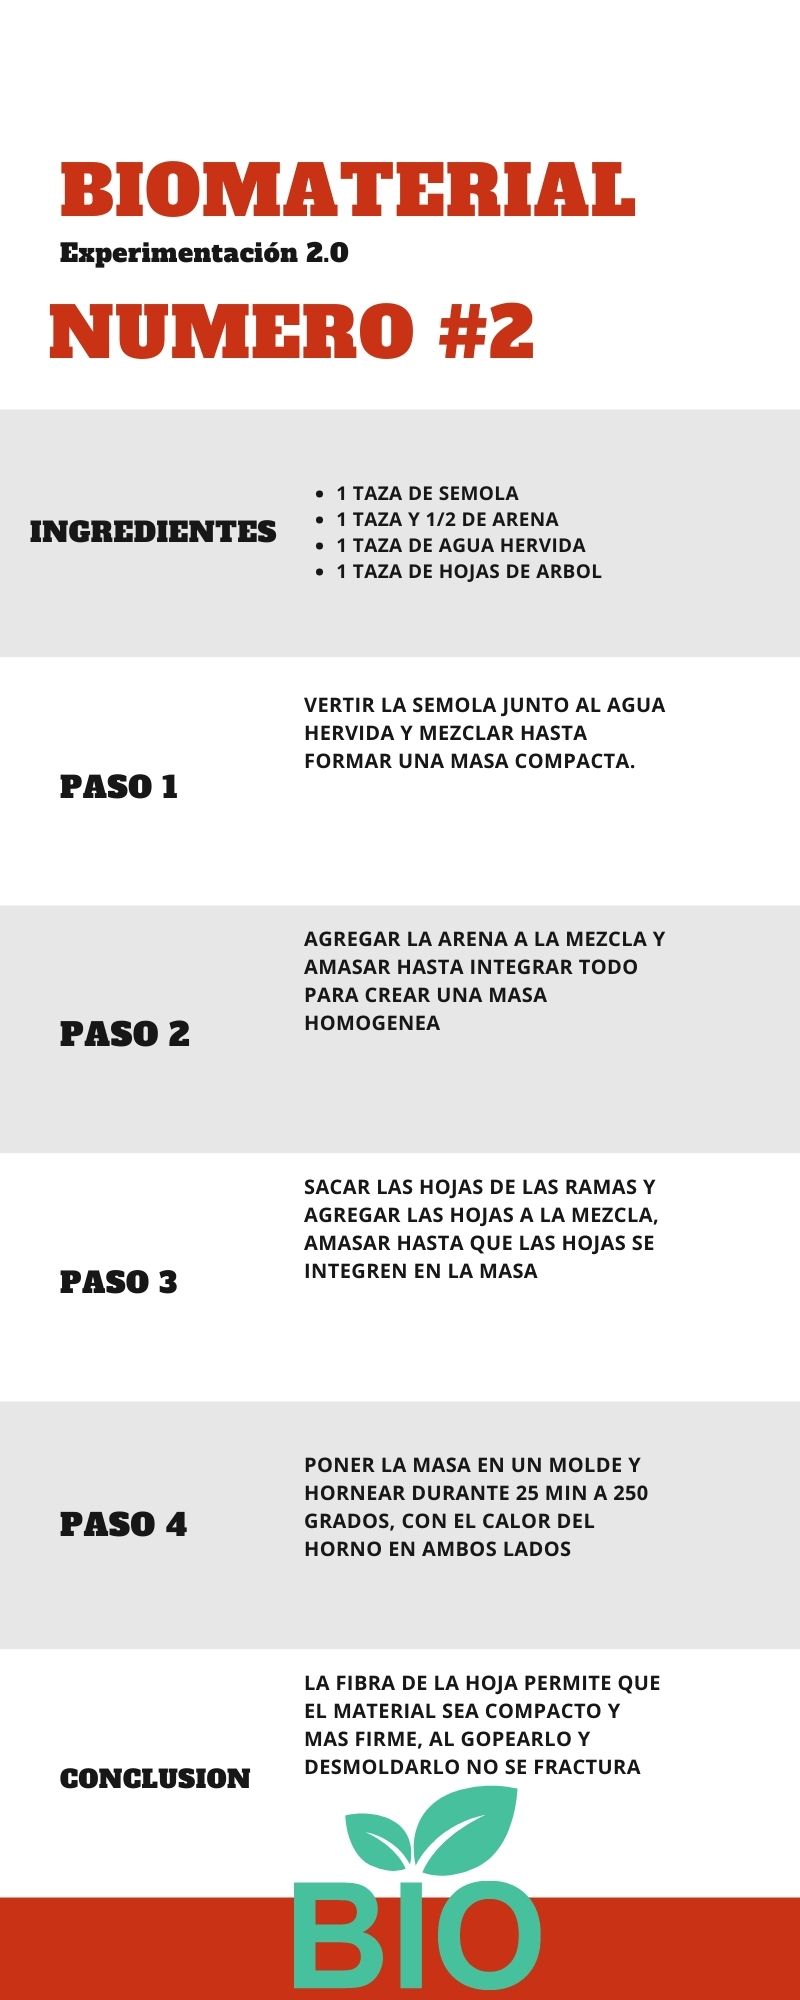 BIOMATERIAL
Experimentación 2.0
NUMERO #2
INGREDIENTES
• 1 TAZA DE SEMOLA
• 1 TAZA Y 1/2 DE ARENA
• 1 TAZA DE AGUA HERVIDA
• 1 TAZA DE HOJAS DE ARBOL
PASO 1
VERTIR LA SEMOLA JUNTO AL AGUA
HERVIDA Y MEZCLAR HASTA
FORMAR UNA MASA COMPACTA.
PASO 2
AGREGAR LA ARENA A LA MEZCLA Y
AMASAR HASTA INTEGRAR TODO
PARA CREAR UNA MASA
HOMOGENEA
PASO 3
SACAR LAS HOJAS DE LAS RAMAS Y
AGREGAR LAS HOJAS A LA MEZCLA,
AMASAR HASTA QUE LAS HOJAS SE
INTEGREN EN LA MASA
PASO 4
PONER LA MASA EN UN MOLDE Y
HORNEAR DURANTE 25 MIN A 250
GRADOS, CON EL CALOR DEL
HORNO EN AMBOS LADOS
CONCLUSION
LA FIBRA DE LA HOJA PERMITE QUE
EL MATERIAL SEA COMPACTO Y
MAS FIRME, AL GOPEARLO Y
DESMOLDARLO NO SE FRACTURA
BIO